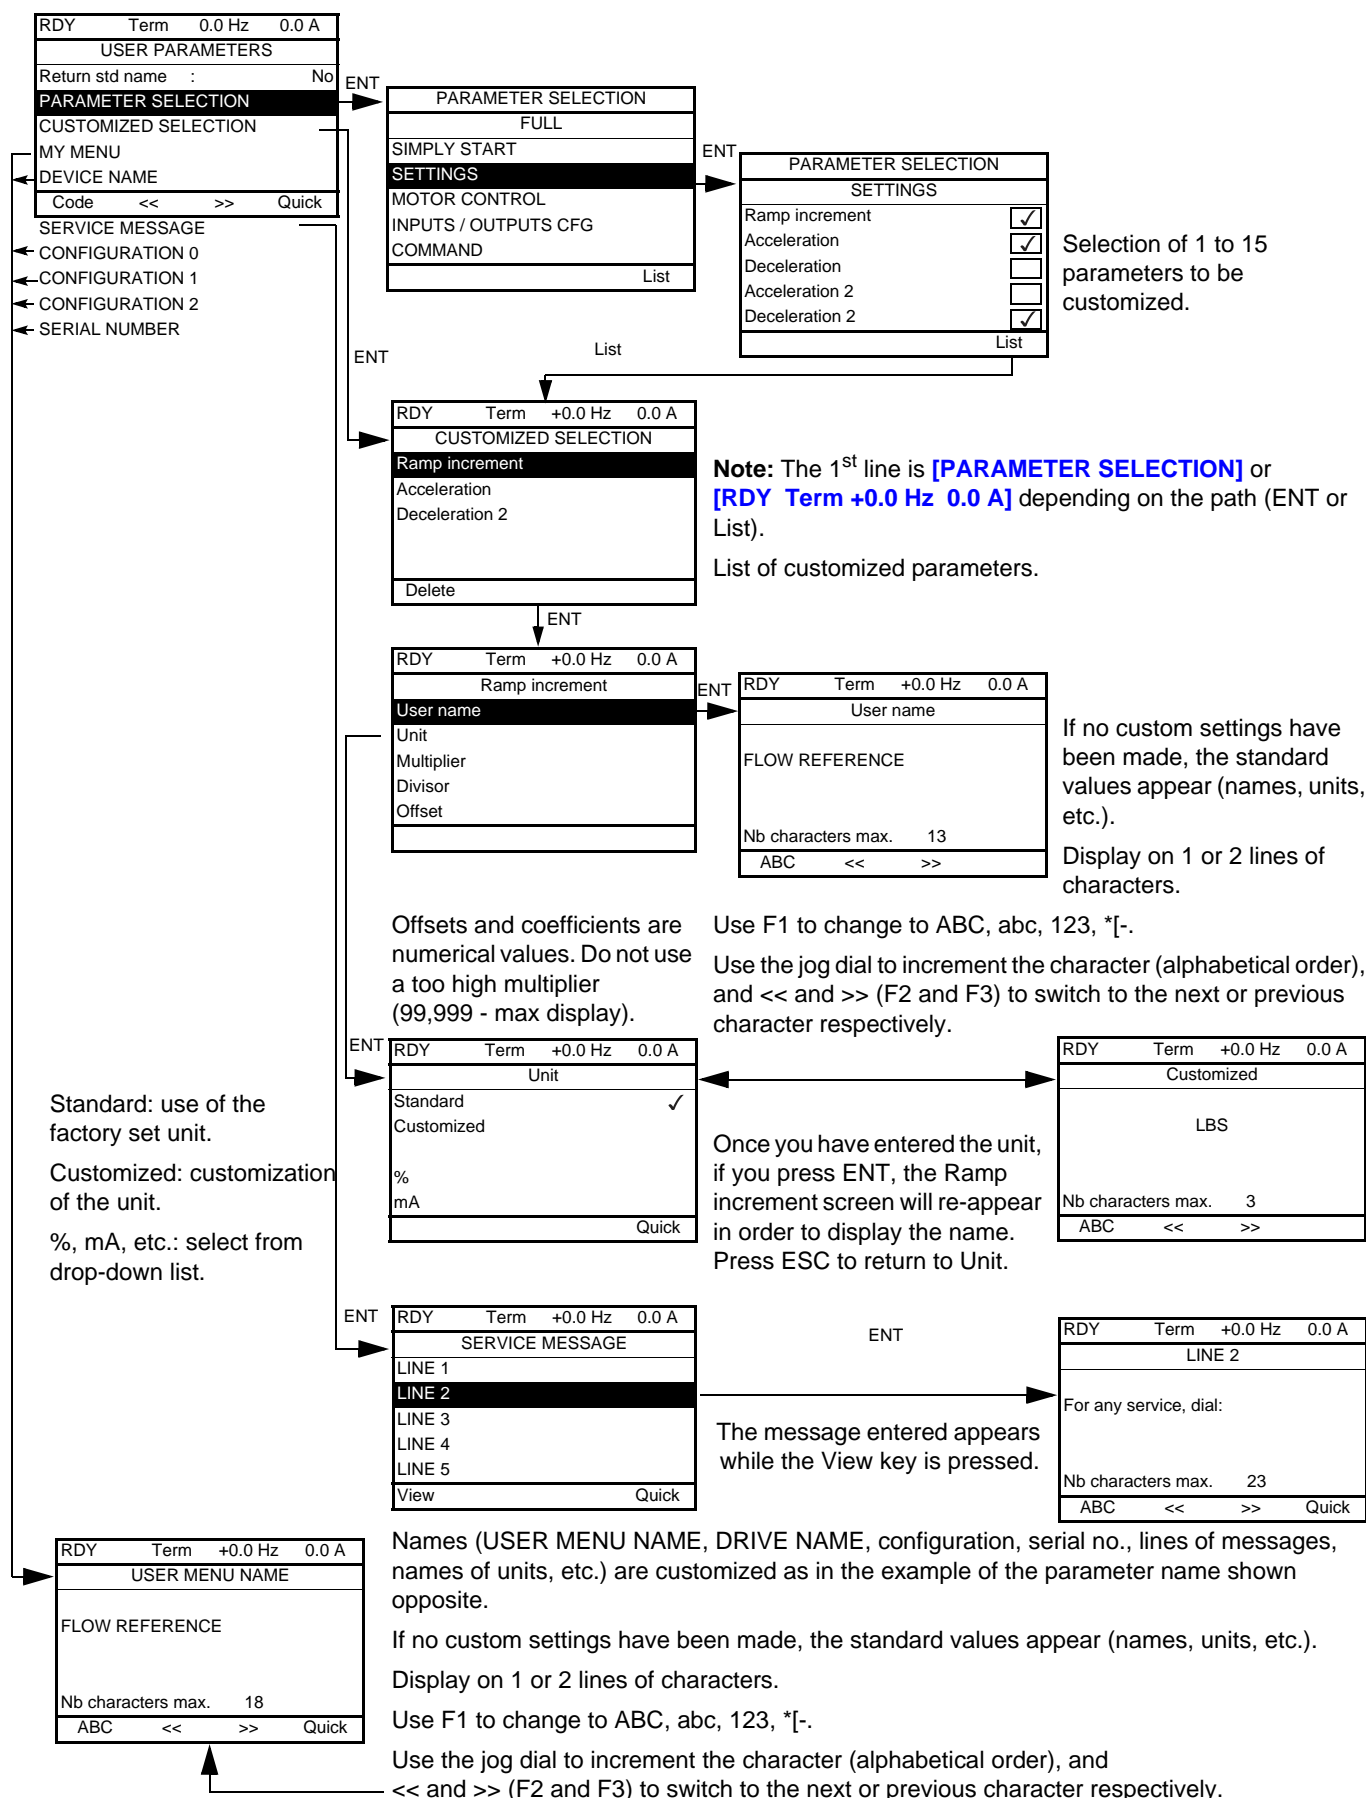 RDY Term 0.0 Hz 0.0 A
USER PARAMETERS
Return std name : No
PARAMETER SELECTION
CUSTOMIZED SELECTION
MY MENU
DEVICE NAME
Code << >> Quick
SERVICE MESSAGE
CONFIGURATION 0
CONFIGURATION 1
CONFIGURATION 2
SERIAL NUMBER
ENT
PARAMETER SELECTION
FULL
SIMPLY START
SETTINGS
MOTOR CONTROL
INPUTS / OUTPUTS CFG
COMMAND
List
ENT
PARAMETER SELECTION
SETTINGS
Ramp increment ✓
Acceleration ✓
Deceleration
Acceleration 2
Deceleration 2 ✓
List
Selection of 1 to 15
parameters to be
customized.
ENT
List
RDY Term +0.0 Hz 0.0 A
CUSTOMIZED SELECTION
Ramp increment
Acceleration
Deceleration 2
Delete
Note: The 1st line is [PARAMETER SELECTION] or
[RDY Term +0.0 Hz 0.0 A] depending on the path (ENT or
List).
List of customized parameters.
ENT
RDY Term +0.0 Hz 0.0 A
Ramp increment
User name
Unit
Multiplier
Divisor
Offset
ENT
RDY Term +0.0 Hz 0.0 A
User name
FLOW REFERENCE
Nb characters max. 13
ABC << >>
If no custom settings have
been made, the standard
values appear (names, units,
etc.).
Display on 1 or 2 lines of
characters.
Offsets and coefficients are
numerical values. Do not use
a too high multiplier
(99,999 - max display).
Use F1 to change to ABC, abc, 123, *[-.
Use the jog dial to increment the character (alphabetical order),
and << and >> (F2 and F3) to switch to the next or previous
character respectively.
ENT
RDY Term +0.0 Hz 0.0 A
Unit
Standard ✓
Customized
%
mA
Quick
Standard: use of the
factory set unit.
Customized: customization
of the unit.
%, mA, etc.: select from
drop-down list.
Once you have entered the unit,
if you press ENT, the Ramp
increment screen will re-appear
in order to display the name.
Press ESC to return to Unit.
RDY Term +0.0 Hz 0.0 A
Customized
LBS
Nb characters max. 3
ABC << >>
ENT
RDY Term +0.0 Hz 0.0 A
SERVICE MESSAGE
LINE 1
LINE 2
LINE 3
LINE 4
LINE 5
View Quick
ENT
The message entered appears
while the View key is pressed.
RDY Term +0.0 Hz 0.0 A
LINE 2
For any service, dial:
Nb characters max. 23
ABC << >> Quick
RDY Term +0.0 Hz 0.0 A
USER MENU NAME
FLOW REFERENCE
Nb characters max. 18
ABC << >> Quick
Names (USER MENU NAME, DRIVE NAME, configuration, serial no., lines of messages,
names of units, etc.) are customized as in the example of the parameter name shown
opposite.
If no custom settings have been made, the standard values appear (names, units, etc.).
Display on 1 or 2 lines of characters.
Use F1 to change to ABC, abc, 123, *[-.
Use the jog dial to increment the character (alphabetical order), and
<< and >> (F2 and F3) to switch to the next or previous character respectively.